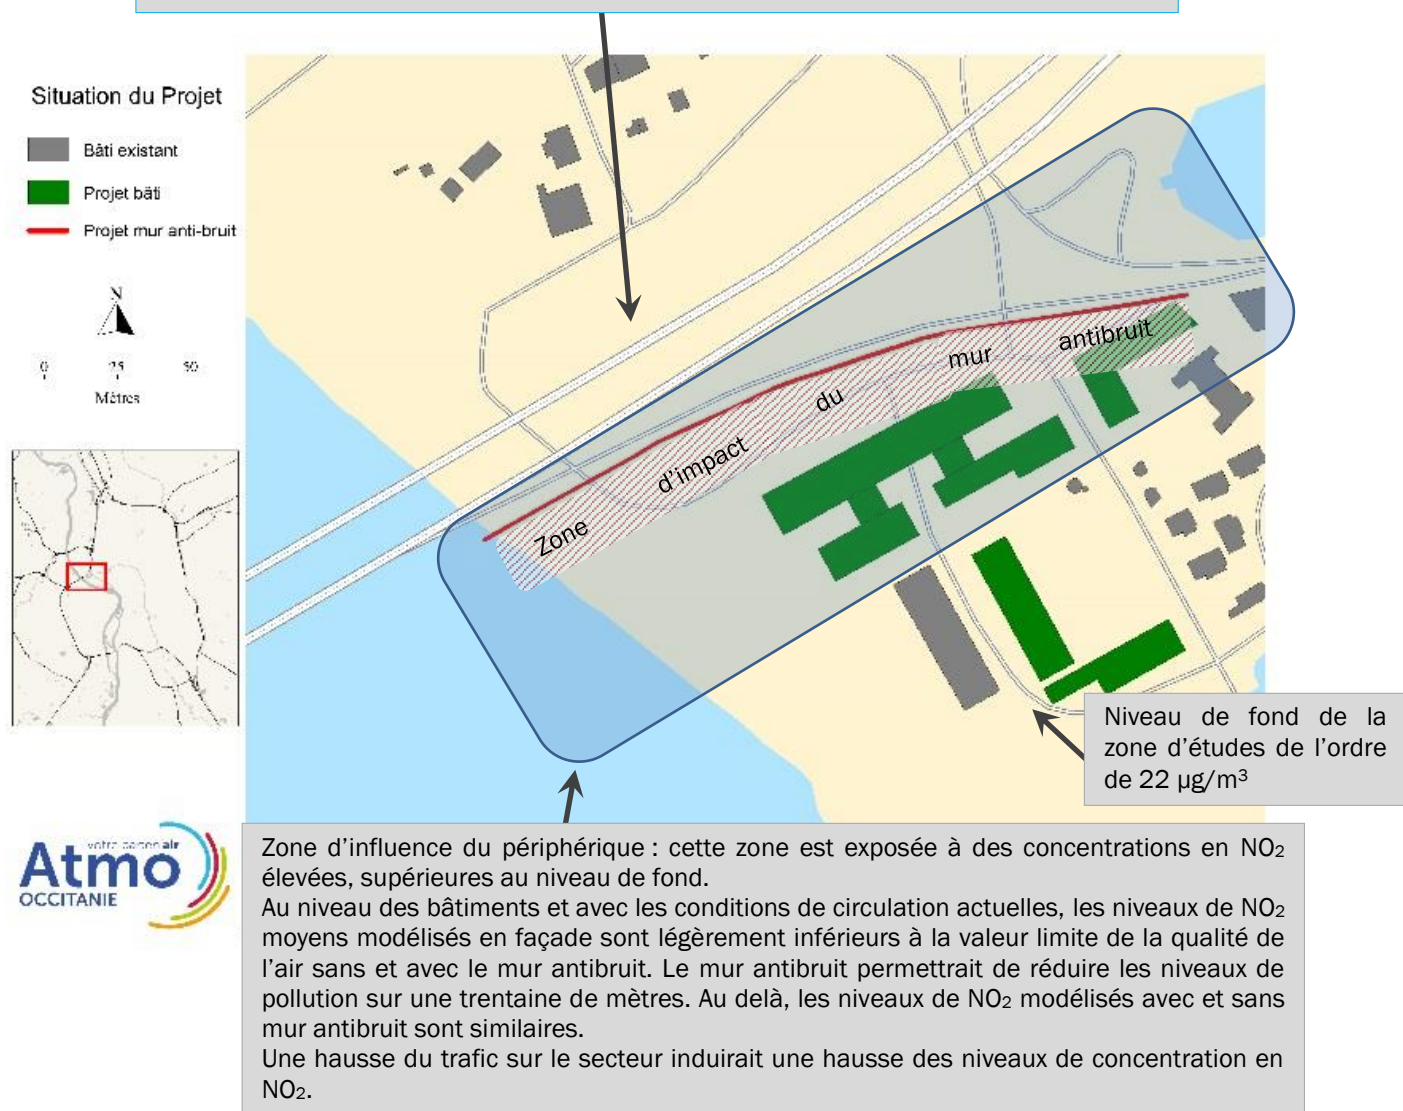 Situation du Projet
Bâti existant
Projet bâti
Projet mur anti-bruit
N
0 25 50
Mètres
Zone d'impact du mur antibruit
Niveau de fond de la
zone d'études de l'ordre
de 22 µg/m³
votre parten'air
Atmo
OCCITANIE
Zone d'influence du périphérique : cette zone est exposée à des concentrations en NO₂
élevées, supérieures au niveau de fond.
Au niveau des bâtiments et avec les conditions de circulation actuelles, les niveaux de NO₂
moyens modélisés en façade sont légèrement inférieurs à la valeur limite de la qualité de
l'air sans et avec le mur antibruit. Le mur antibruit permettrait de réduire les niveaux de
pollution sur une trentaine de mètres. Au delà, les niveaux de NO₂ modélisés avec et sans
mur antibruit sont similaires.
Une hausse du trafic sur le secteur induirait une hausse des niveaux de concentration en
NO₂.